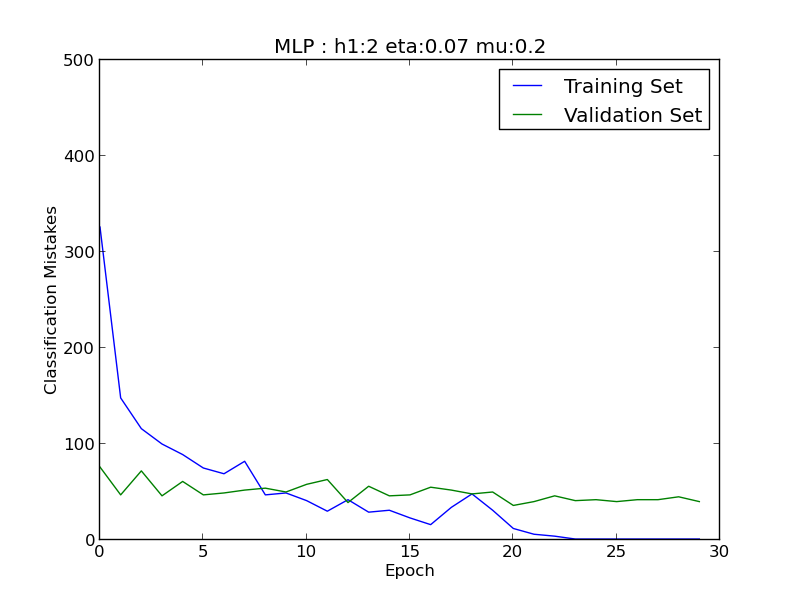 MLP : h1:2 eta:0.07 mu:0.2
500
400
300
200
100
0
Classification Mistakes
Training Set
Validation Set
0 5 10 15 20 25 30
Epoch